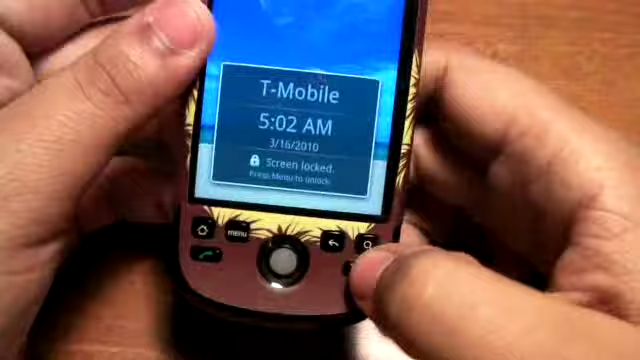 T-Mobile
5:02 AM
3/16/2010
Screen locked.
Press Menu to unlock.
menu